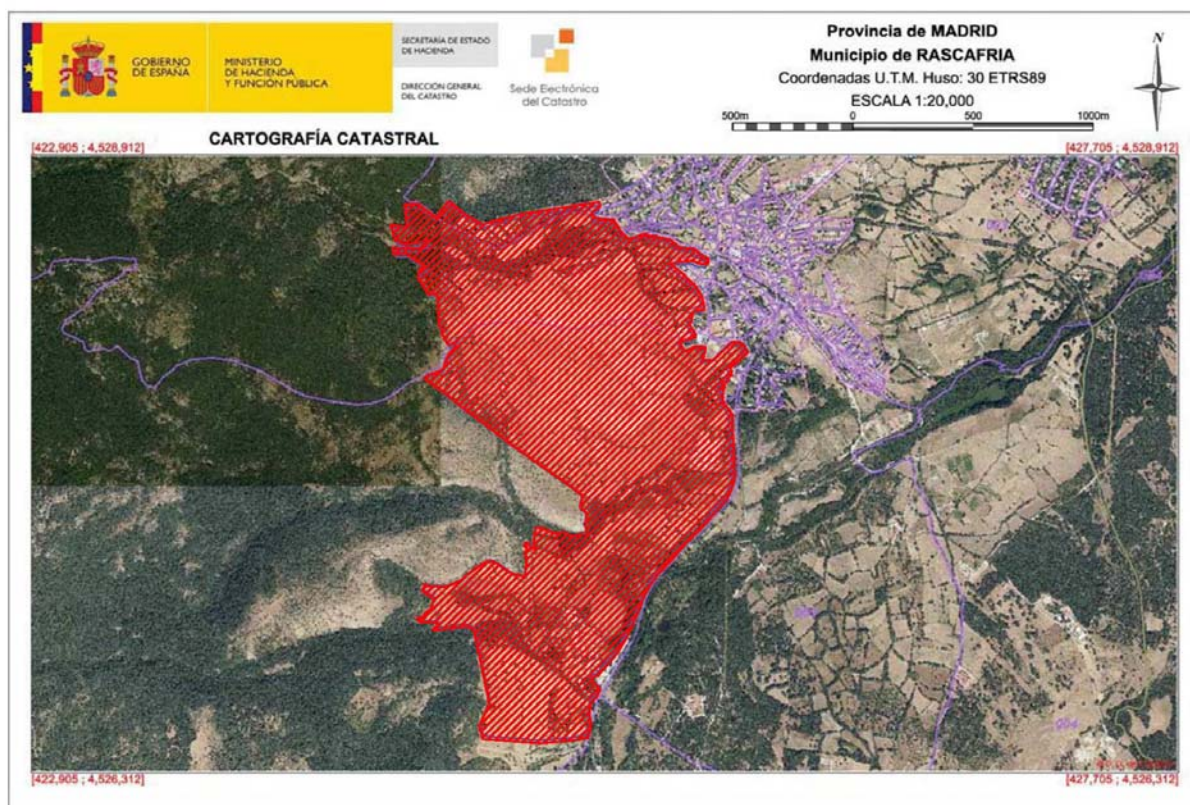 GOBIERNO
DE ESPAÑA
MINISTERIO
DE HACIENDA
Y FUNCIÓN PÚBLICA
SECRETARÍA DE ESTADO
DE HACIENDA
DIRECCIÓN GENERAL
DEL CATASTRO
Sede Electrónica
del Catastro
Provincia de MADRID
Municipio de RASCAFRIA
Coordenadas U.T.M. Huso: 30 ETRS89
ESCALA 1:20,000
500m 0 500 1000m
N
CARTOGRAFÍA CATASTRAL
[422,905 ; 4,528,912]
[427,705 ; 4,528,912]
004
[422,905 ; 4,526,312]
[427,705 ; 4,526,312]